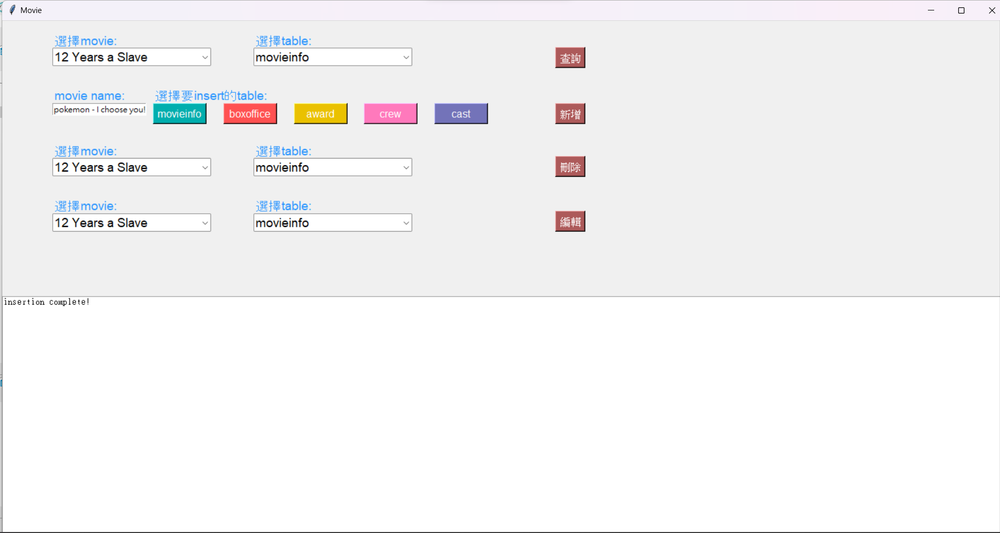 Movie
選擇movie: 選擇table:
12 Years a Slave movieinfo 查詢
movie name: 選擇要insert的table:
pokemon - I choose you! movieinfo boxoffice award crew cast 新增
選擇movie: 選擇table:
12 Years a Slave movieinfo 刪除
選擇movie: 選擇table:
12 Years a Slave movieinfo 編輯
insertion complete!